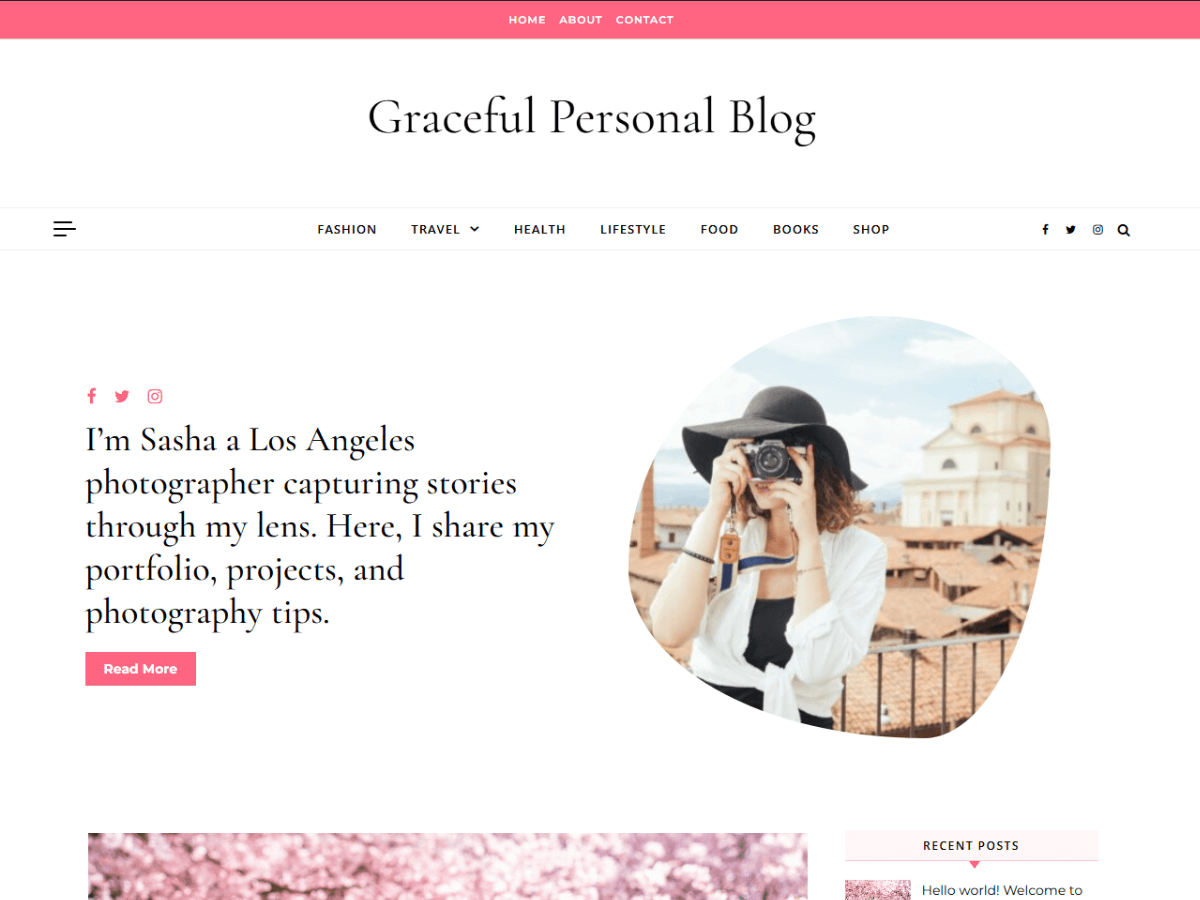 HOME ABOUT CONTACT
Graceful Personal Blog
FASHION TRAVEL HEALTH LIFESTYLE FOOD BOOKS SHOP
I’m Sasha a Los Angeles
photographer capturing stories
through my lens. Here, I share my
portfolio, projects, and
photography tips.
Read More
RECENT POSTS
Hello world! Welcome to